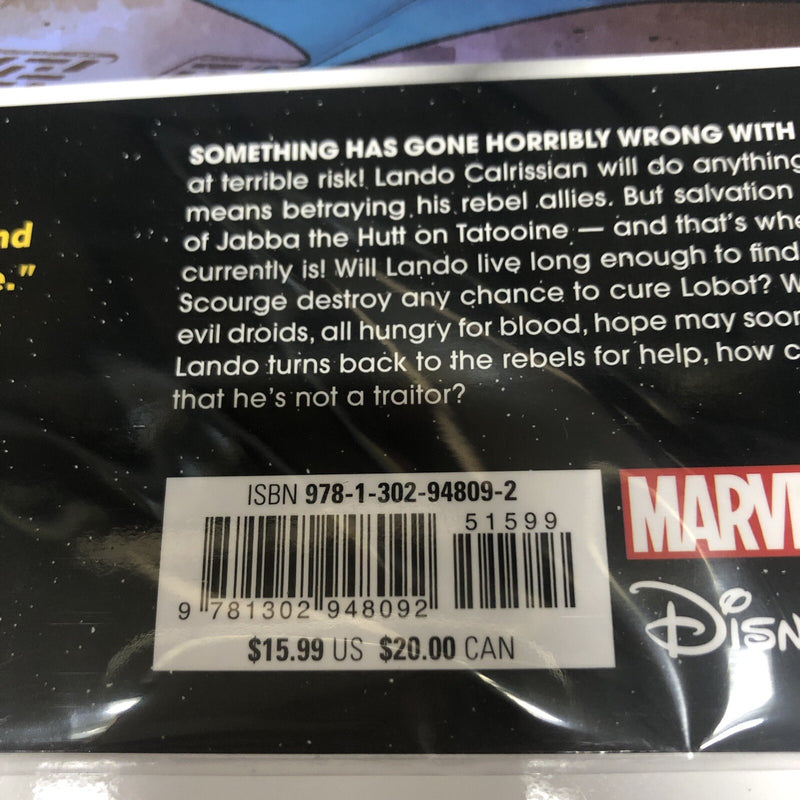 nd
e."
SOMETHING HAS GONE HORRIBLY WRONG WITH
at terrible risk! Lando Calrissian will do anything
means betraying his rebel allies. But salvation
of Jabba the Hutt on Tatooine — and that's whe
currently is! Will Lando live long enough to find
Scourge destroy any chance to cure Lobot? W
evil droids, all hungry for blood, hope may soon
Lando turns back to the rebels for help, how c
that he's not a traitor?
ISBN 978-1-302-94809-2
51599
9 781302 948092
$15.99 US $20.00 CAN
MARV
DISN